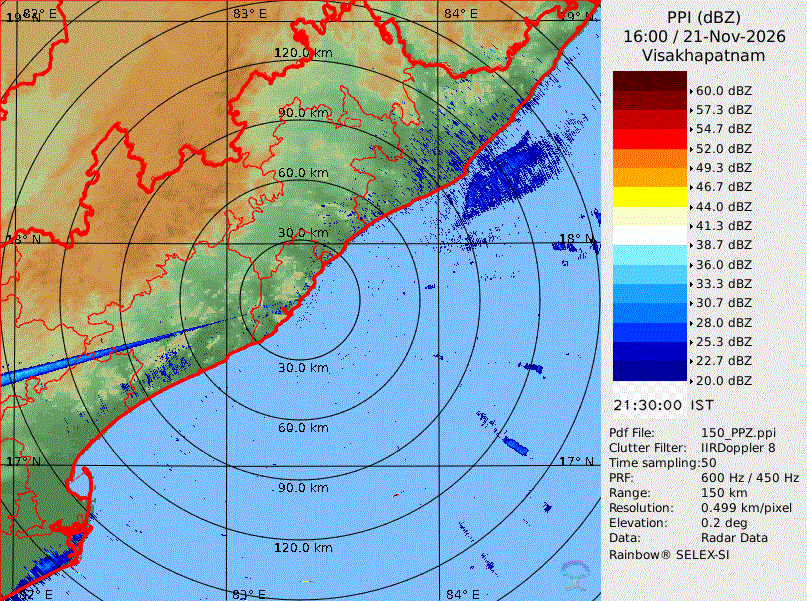 82° E
83° E
84° E
19° N
19° N
120.0 km
90.0 km
60.0 km
30.0 km
18° N
18° N
30.0 km
60.0 km
17° N
17° N
90.0 km
120.0 km
82° E
83° E
84° E
PPI (dBZ)
16:00 / 21-Nov-2026
Visakhapatnam
60.0 dBZ
57.3 dBZ
54.7 dBZ
52.0 dBZ
49.3 dBZ
46.7 dBZ
44.0 dBZ
41.3 dBZ
38.7 dBZ
36.0 dBZ
33.3 dBZ
30.7 dBZ
28.0 dBZ
25.3 dBZ
22.7 dBZ
20.0 dBZ
21:30:00 IST
Pdf File: 150_PPZ.ppi
Clutter Filter: IIRDoppler 8
Time sampling:50
PRF: 600 Hz / 450 Hz
Range: 150 km
Resolution: 0.499 km/pixel
Elevation: 0.2 deg
Data: Radar Data
Rainbow® SELEX-SI